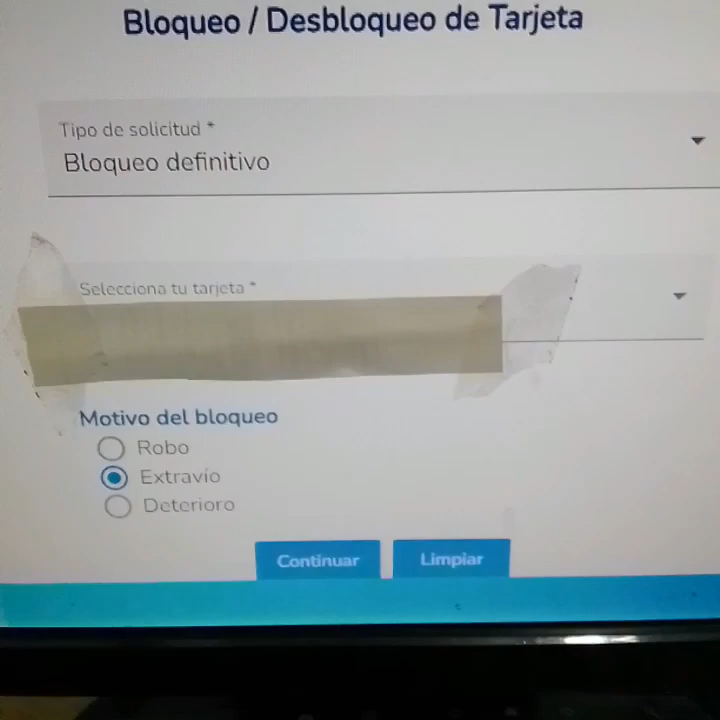 Bloqueo / Desbloqueo de Tarjeta
Tipo de solicitud *
Bloqueo definitivo
Selecciona tu tarjeta *
Motivo del bloqueo
Robo
Extravío
Deterioro
Continuar
Limpiar